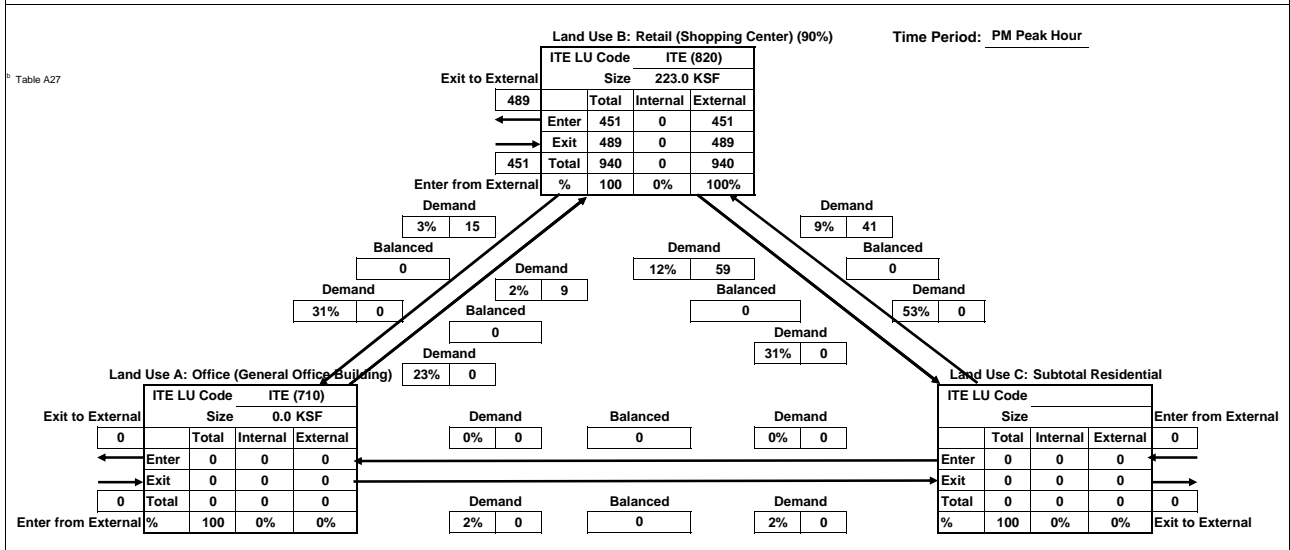 Land Use B: Retail (Shopping Center) (90%)
Time Period: PM Peak Hour
ITE LU Code ITE (820)
b Table A27
Exit to External Size 223.0 KSF
489 Total Internal External
Enter 451 0 451
Exit 489 0 489
451 Total 940 0 940
Enter from External % 100 0% 100%
Demand Demand
3% 15 9% 41
Balanced Demand Balanced
0 Demand 12% 59 0
Demand 2% 9 Balanced Demand
31% 0 Balanced 0 53% 0
0 Demand
Demand 31% 0
Land Use A: Office (General Office Building) 23% 0 Land Use C: Subtotal Residential
ITE LU Code ITE (710) ITE LU Code
Exit to External Size 0.0 KSF Demand Balanced Demand Size Enter from External
0 Total Internal External 0% 0 0 0% 0 Total Internal External 0
Enter 0 0 0 Enter 0 0 0
Exit 0 0 0 Exit 0 0 0
0 Total 0 0 0 Demand Balanced Demand Total 0 0 0 0
Enter from External % 100 0% 0% 2% 0 0 2% 0 % 100 0% 0% Exit to External